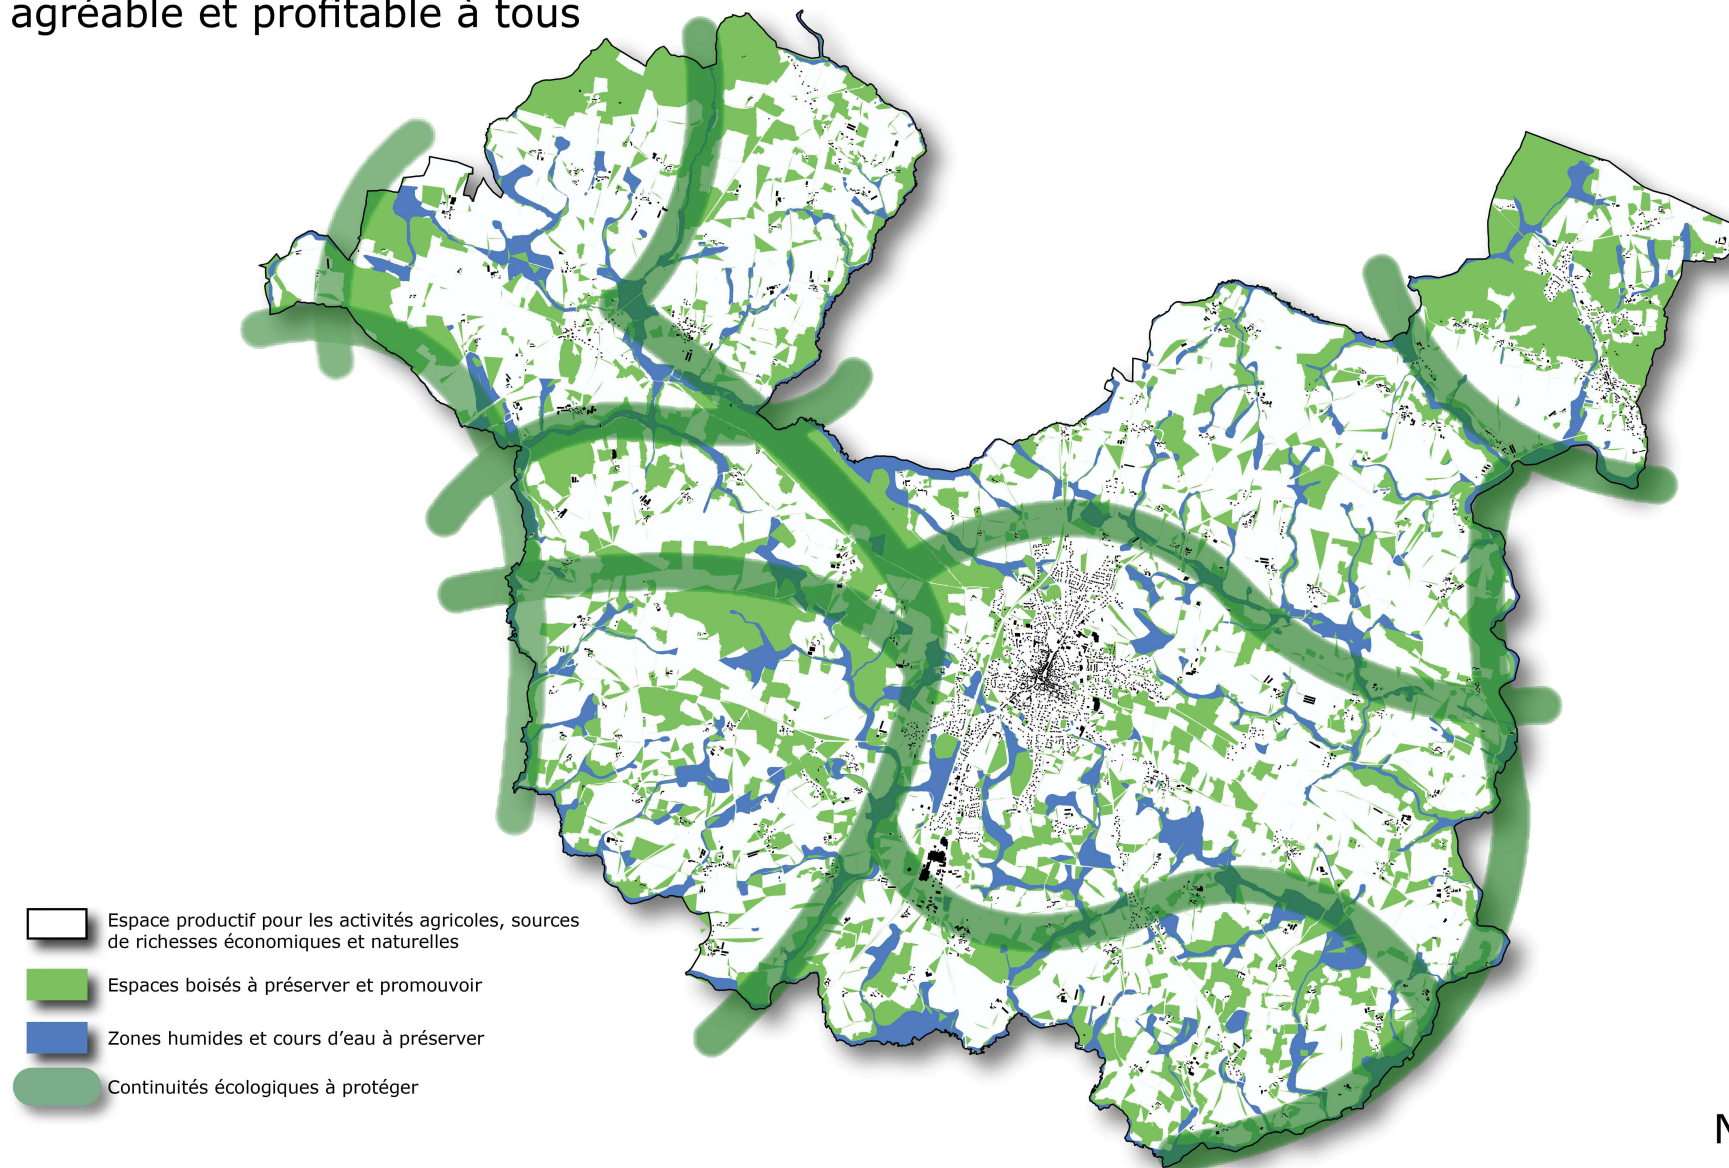 agréable et profitable à tous
Espace productif pour les activités agricoles, sources
de richesses économiques et naturelles
Espaces boisés à préserver et promouvoir
Zones humides et cours d'eau à préserver
Continuités écologiques à protéger
N